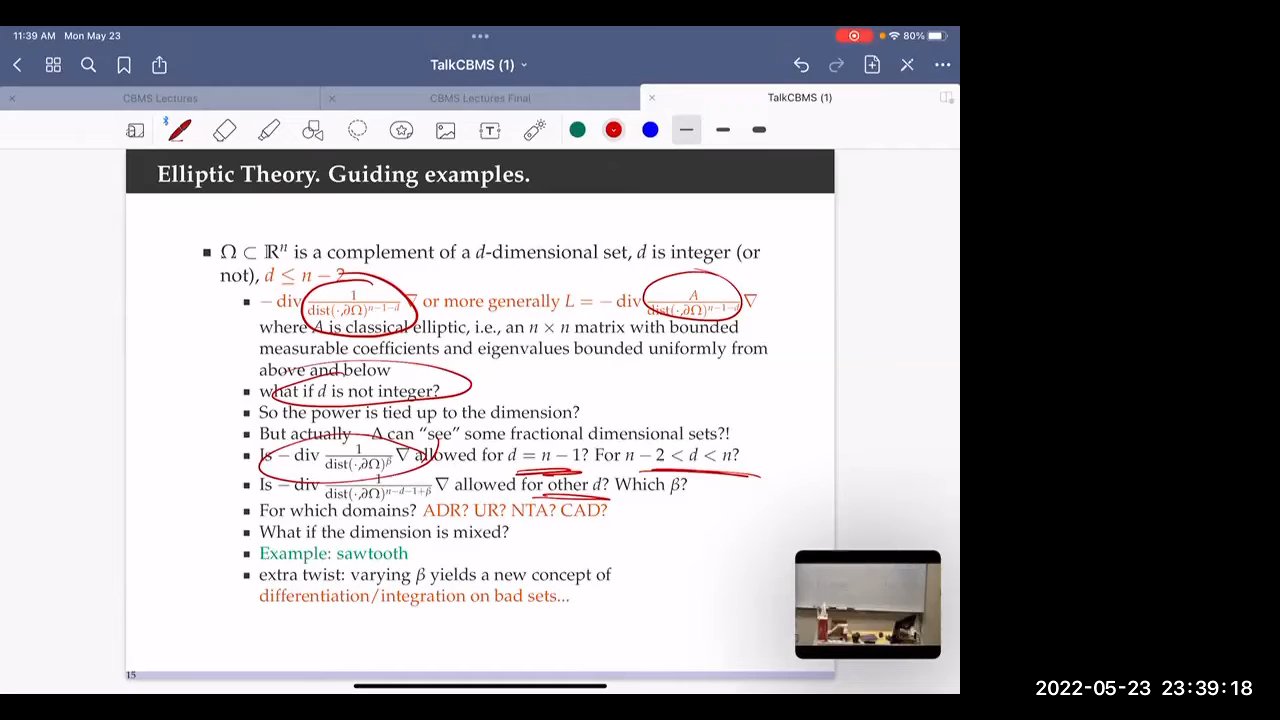 11:39 AM Mon May 23
80%
TalkCBMS (1)
CBMS Lectures
CBMS Lectures Final
TalkCBMS (1)
Elliptic Theory. Guiding examples.
Ω ⊂ ℝⁿ is a complement of a d-dimensional set, d is integer (or
not), d ≤ n −
− div 1/dist(·,∂Ω)^{n−1−d} ∇ or more generally L = − div A/dist(·,∂Ω)^{n−1−d} ∇
where A is classical elliptic, i.e., an n × n matrix with bounded
measurable coefficients and eigenvalues bounded uniformly from
above and below
what if d is not integer?
So the power is tied up to the dimension?
But actually −Δ can "see" some fractional dimensional sets?!
Is − div 1/dist(·,∂Ω)^β ∇ allowed for d = n − 1? For n − 2 < d < n?
Is − div 1/dist(·,∂Ω)^{n−d−1+β} ∇ allowed for other d? Which β?
For which domains? ADR? UR? NTA? CAD?
What if the dimension is mixed?
Example: sawtooth
extra twist: varying β yields a new concept of
differentiation/integration on bad sets...
15
2022-05-23 23:39:18